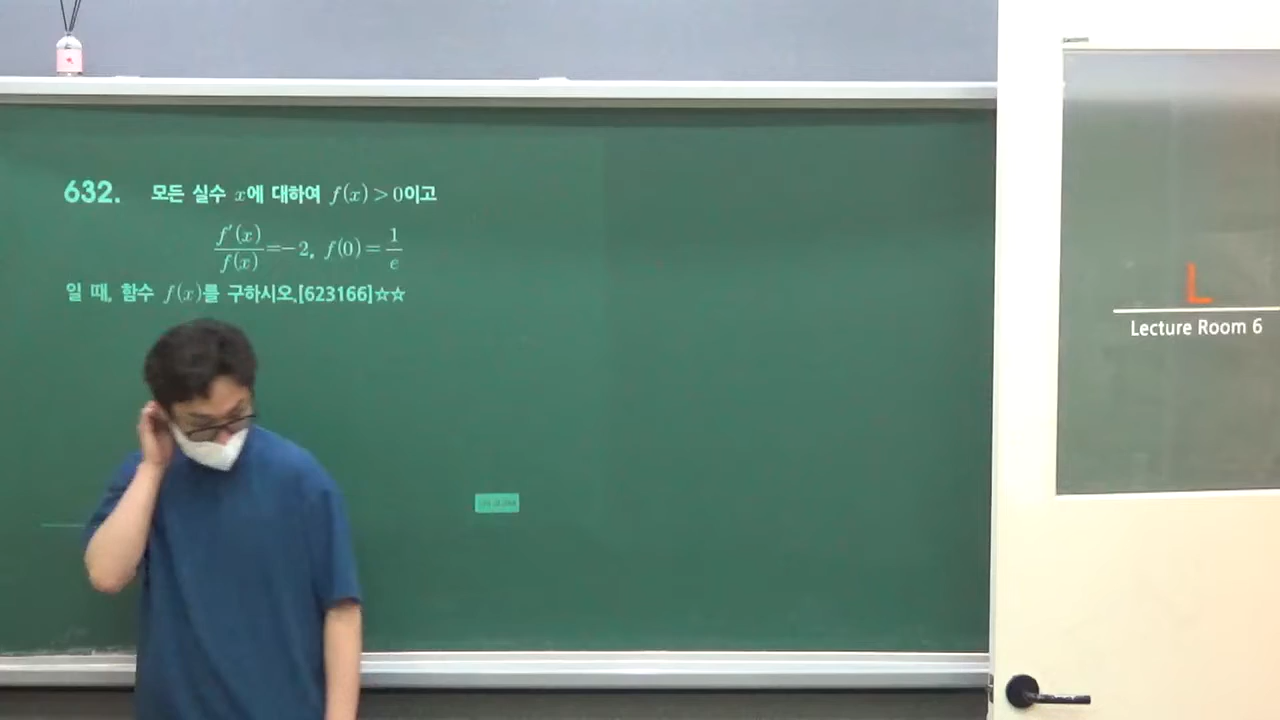 632. 모든 실수 x에 대하여 f(x) > 0이고
f'(x)/f(x) = -2, f(0) = 1/e
일 때, 함수 f(x)를 구하시오.[623166]☆☆
L
Lecture Room 6